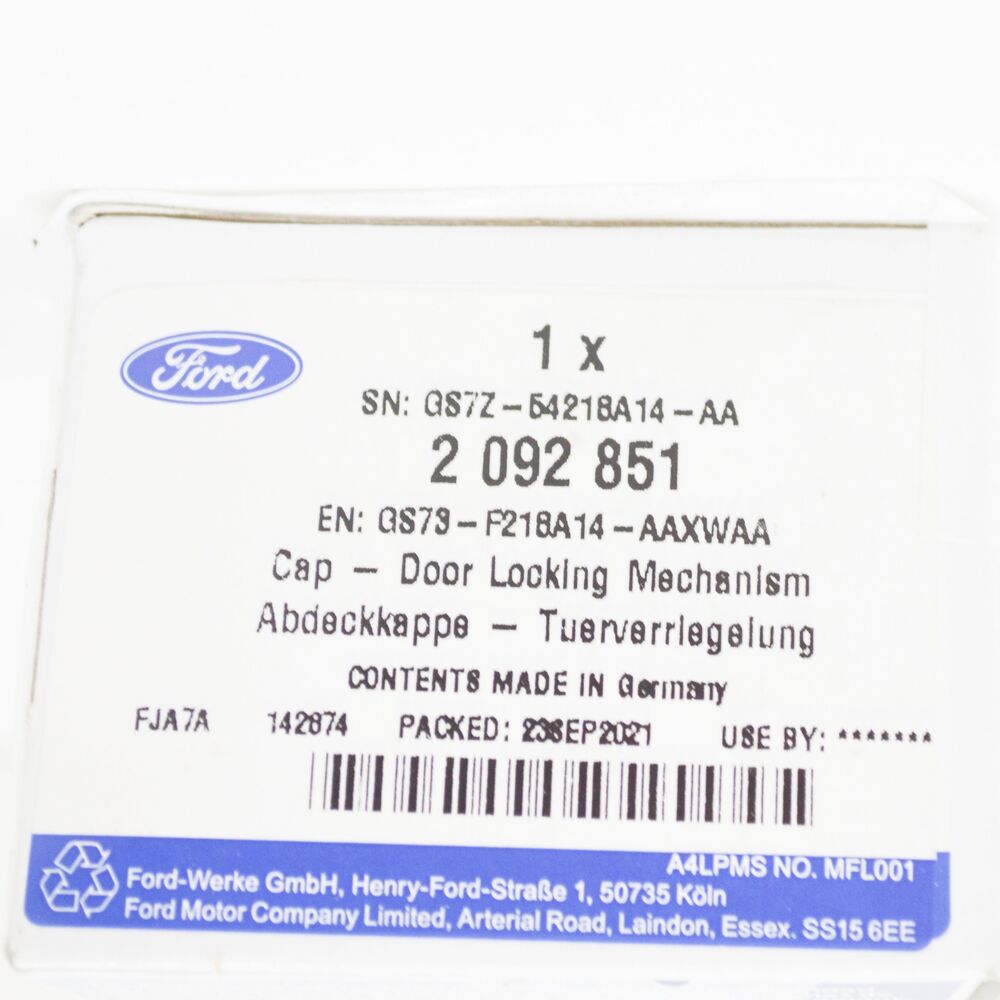 Ford
1 x
SN: GS7Z-54218A14-AA
2 092 851
EN: GS73-F218A14-AAXWAA
Cap - Door Locking Mechanism
Abdeckkappe - Tuerverriegelung
CONTENTS MADE IN Germany
FJA7A 142874 PACKED: 23SEP2021 USE BY: *******
A4LPMS NO. MFL001
Ford-Werke GmbH, Henry-Ford-Straße 1, 50735 Köln
Ford Motor Company Limited, Arterial Road, Laindon, Essex. SS15 6EE